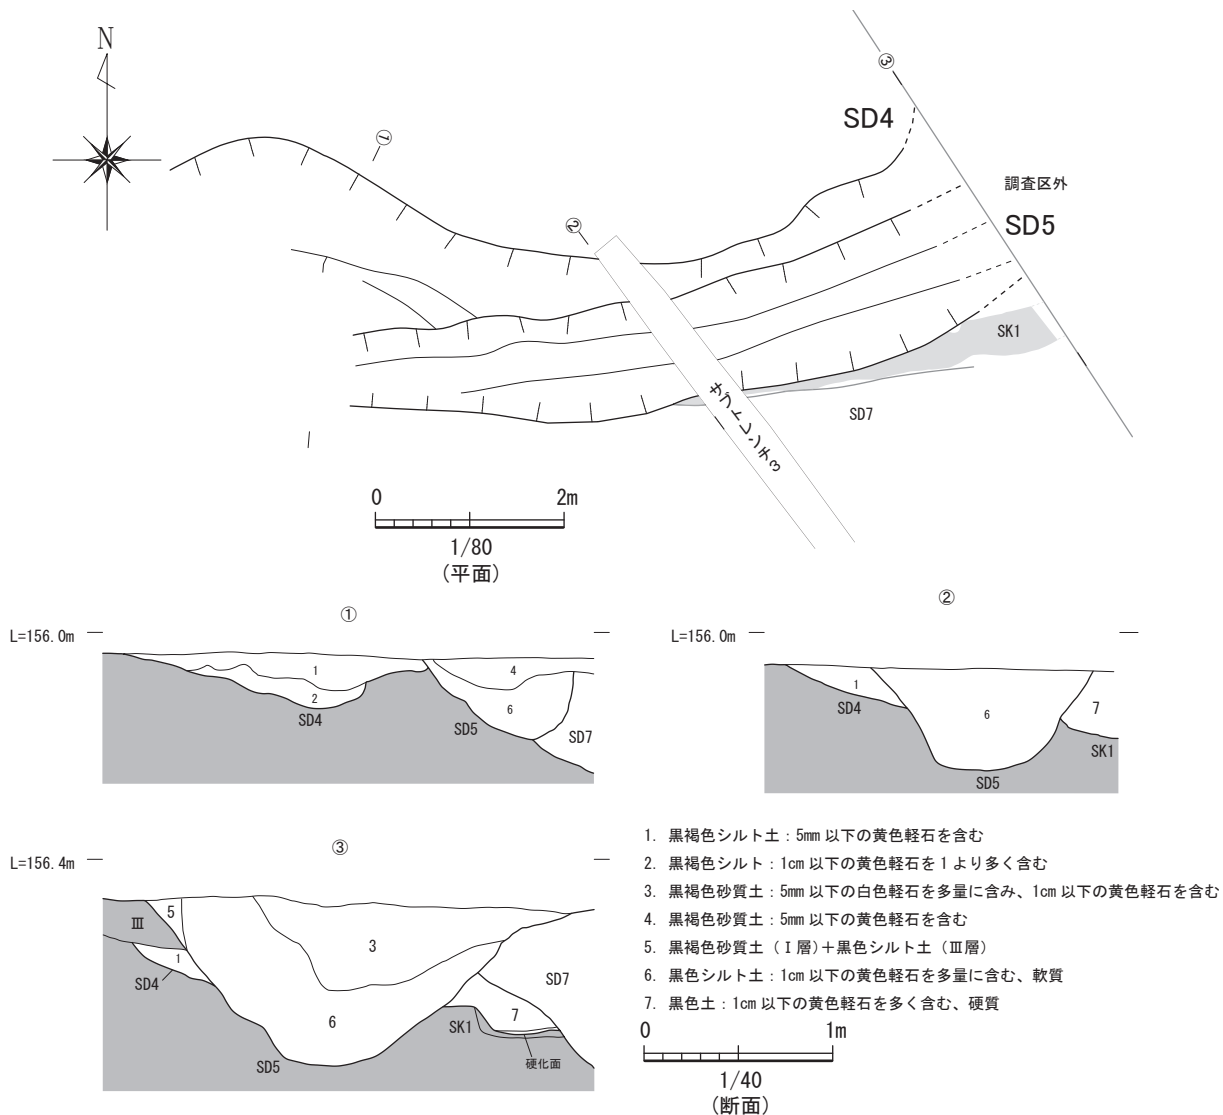 N
①
②
③
SD4
調査区外
SD5
SK1
SD7
サブトレンチ3
0 2m
1/80
(平面)
①
L=156.0m
1
2
4
6
SD4
SD5
SD7
②
L=156.0m
1
6
7
SD4
SD5
SK1
③
L=156.4m
Ⅲ
5
1
3
6
7
SD4
SD5
SK1
SD7
硬化面
1. 黒褐色シルト土：5mm 以下の黄色軽石を含む
2. 黒褐色シルト：1cm 以下の黄色軽石を 1 より多く含む
3. 黒褐色砂質土：5mm 以下の白色軽石を多量に含み、1cm 以下の黄色軽石を含む
4. 黒褐色砂質土：5mm 以下の黄色軽石を含む
5. 黒褐色砂質土（Ⅰ層)＋黒色シルト土（Ⅲ層）
6. 黒色シルト土：1cm 以下の黄色軽石を多量に含む、軟質
7. 黒色土：1cm 以下の黄色軽石を多く含む、硬質
0 1m
1/40
(断面)